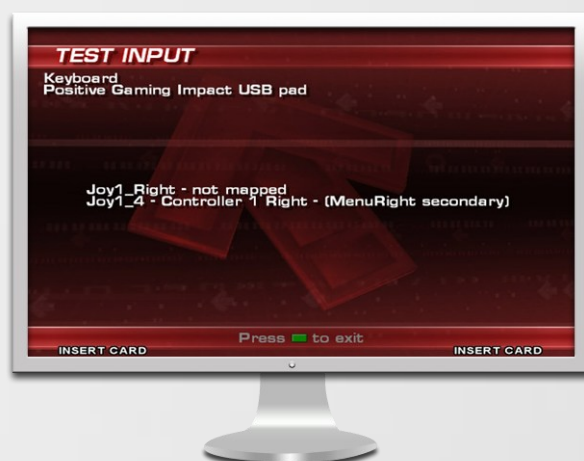 TEST INPUT
Keyboard
Positive Gaming Impact USB pad
Joy1_Right - not mapped
Joy1_4 - Controller 1 Right - (MenuRight secondary)
Press to exit
INSERT CARD
INSERT CARD